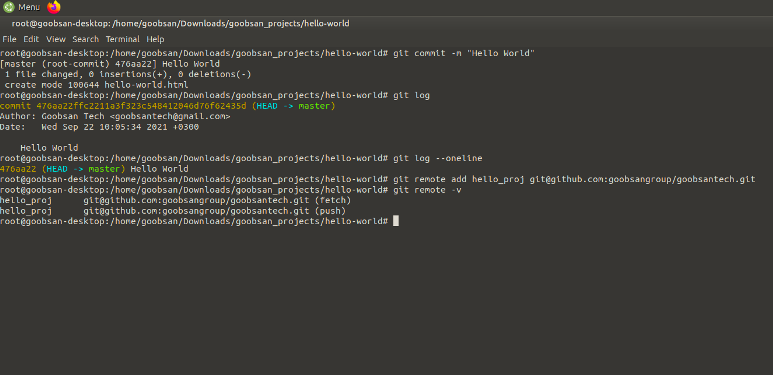 Menu
root@goobsan-desktop:/home/goobsan/Downloads/goobsan_projects/hello-world
File Edit View Search Terminal Help
root@goobsan-desktop:/home/goobsan/Downloads/goobsan_projects/hello-world# git commit -m "Hello World"
[master (root-commit) 476aa22] Hello World
 1 file changed, 0 insertions(+), 0 deletions(-)
 create mode 100644 hello-world.html
root@goobsan-desktop:/home/goobsan/Downloads/goobsan_projects/hello-world# git log
commit 476aa22ffc2211a3f323c548412046d76f62435d (HEAD -> master)
Author: Goobsan Tech <goobsantech@gmail.com>
Date:   Wed Sep 22 10:05:34 2021 +0300
    Hello World
root@goobsan-desktop:/home/goobsan/Downloads/goobsan_projects/hello-world# git log --oneline
476aa22 (HEAD -> master) Hello World
root@goobsan-desktop:/home/goobsan/Downloads/goobsan_projects/hello-world# git remote add hello_proj git@github.com:goobsangroup/goobsantech.git
root@goobsan-desktop:/home/goobsan/Downloads/goobsan_projects/hello-world# git remote -v
hello_proj      git@github.com:goobsangroup/goobsantech.git (fetch)
hello_proj      git@github.com:goobsangroup/goobsantech.git (push)
root@goobsan-desktop:/home/goobsan/Downloads/goobsan_projects/hello-world#